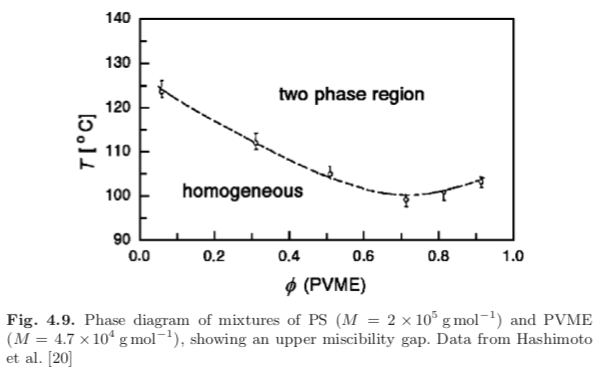 140
130
120
110
100
90
T [°C]
two phase region
homogeneous
0.0 0.2 0.4 0.6 0.8 1.0
ϕ (PVME)
Fig. 4.9. Phase diagram of mixtures of PS (M = 2 × 10⁵ g mol⁻¹) and PVME
(M = 4.7 × 10⁴ g mol⁻¹), showing an upper miscibility gap. Data from Hashimoto
et al. [20]